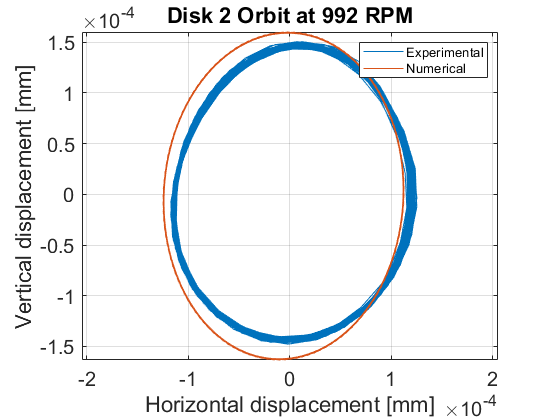 Disk 2 Orbit at 992 RPM
×10⁻⁴
Experimental
Numerical
1.5
1
0.5
0
-0.5
-1
-1.5
Vertical displacement [mm]
-2
-1
0
1
2
Horizontal displacement [mm]
×10⁻⁴